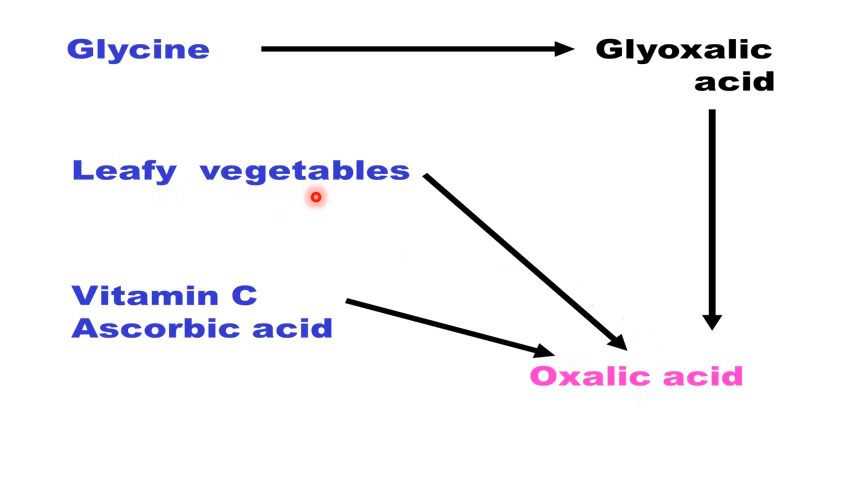 Glycine
Glyoxalic
acid
Leafy vegetables
Vitamin C
Ascorbic acid
Oxalic acid